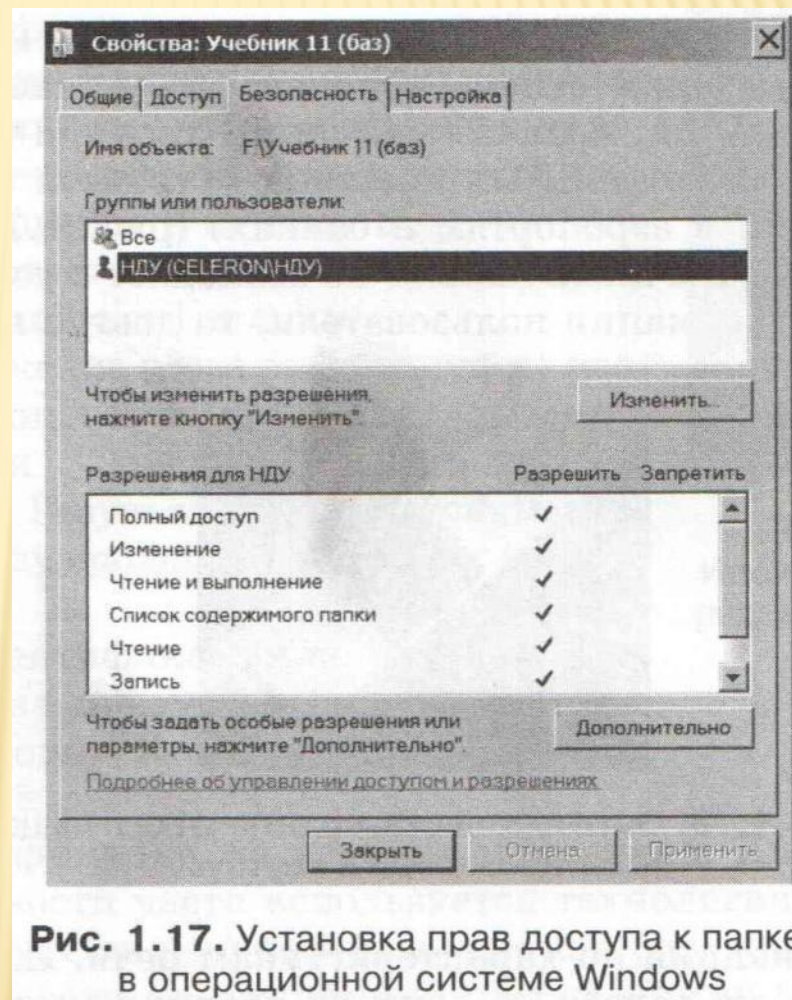 Свойства: Учебник 11 (баз)
Общие Доступ Безопасность Настройка
Имя объекта: F:\Учебник 11 (баз)
Группы или пользователи:
Все
НДУ (CELERON\НДУ)
Чтобы изменить разрешения,
нажмите кнопку "Изменить".
Изменить...
Разрешения для НДУ Разрешить Запретить
Полный доступ
Изменение
Чтение и выполнение
Список содержимого папки
Чтение
Запись
Чтобы задать особые разрешения или
параметры, нажмите "Дополнительно".
Дополнительно
Подробнее об управлении доступом и разрешениях
Закрыть Отмена Применить
Рис. 1.17. Установка прав доступа к папке
в операционной системе Windows